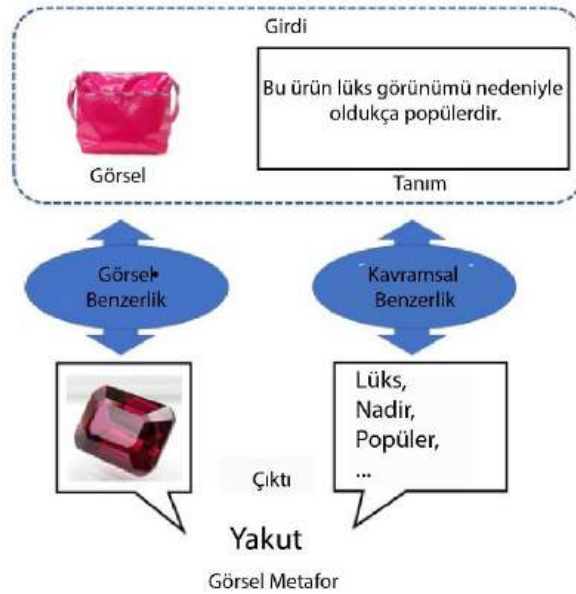 Girdi
Bu ürün lüks görünümü nedeniyle
oldukça popülerdir.
Görsel
Tanım
Görsel
Benzerlik
Kavramsal
Benzerlik
Lüks,
Nadir,
Popüler,
...
Çıktı
Yakut
Görsel Metafor